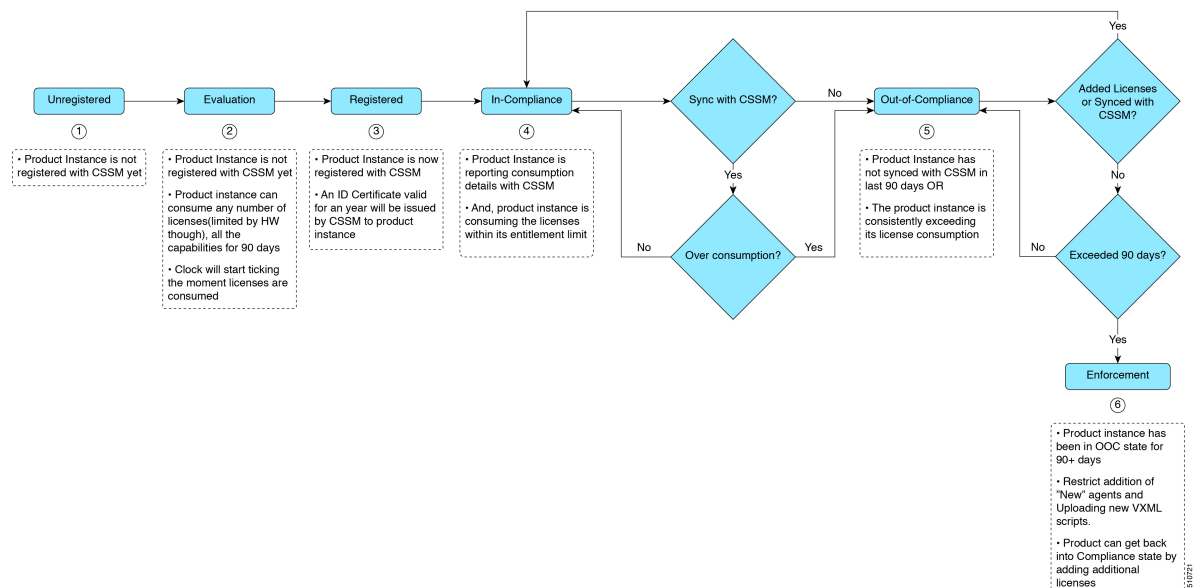 Yes
Unregistered
Evaluation
Registered
In-Compliance
Sync with CSSM?
No
Out-of-Compliance
Added Licenses
or Synced with
CSSM?
1
2
3
4
5
• Product Instance is not
registered with CSSM yet
• Product Instance is not
registered with CSSM yet
• Product instance can
consume any number of
licenses(limited by HW
though), all the
capabilities for 90 days
• Clock will start ticking
the moment licenses are
consumed
• Product Instance is now
registered with CSSM
• An ID Certificate valid
for an year will be issued
by CSSM to product
instance
• Product Instance is
reporting consumption
details with CSSM
• And, product instance is
consuming the licenses
within its entitlement limit
Yes
No
Over consumption?
Yes
• Product Instance has
not synced with CSSM in
last 90 days OR
• The product instance is
consistently exceeding
its license consumption
No
No
Exceeded 90 days?
Yes
Enforcement
6
• Product instance has
been in OOC state for
90+ days
• Restrict addition of
"New" agents and
Uploading new VXML
scripts.
• Product can get back
into Compliance state by
adding additional
licenses
510721